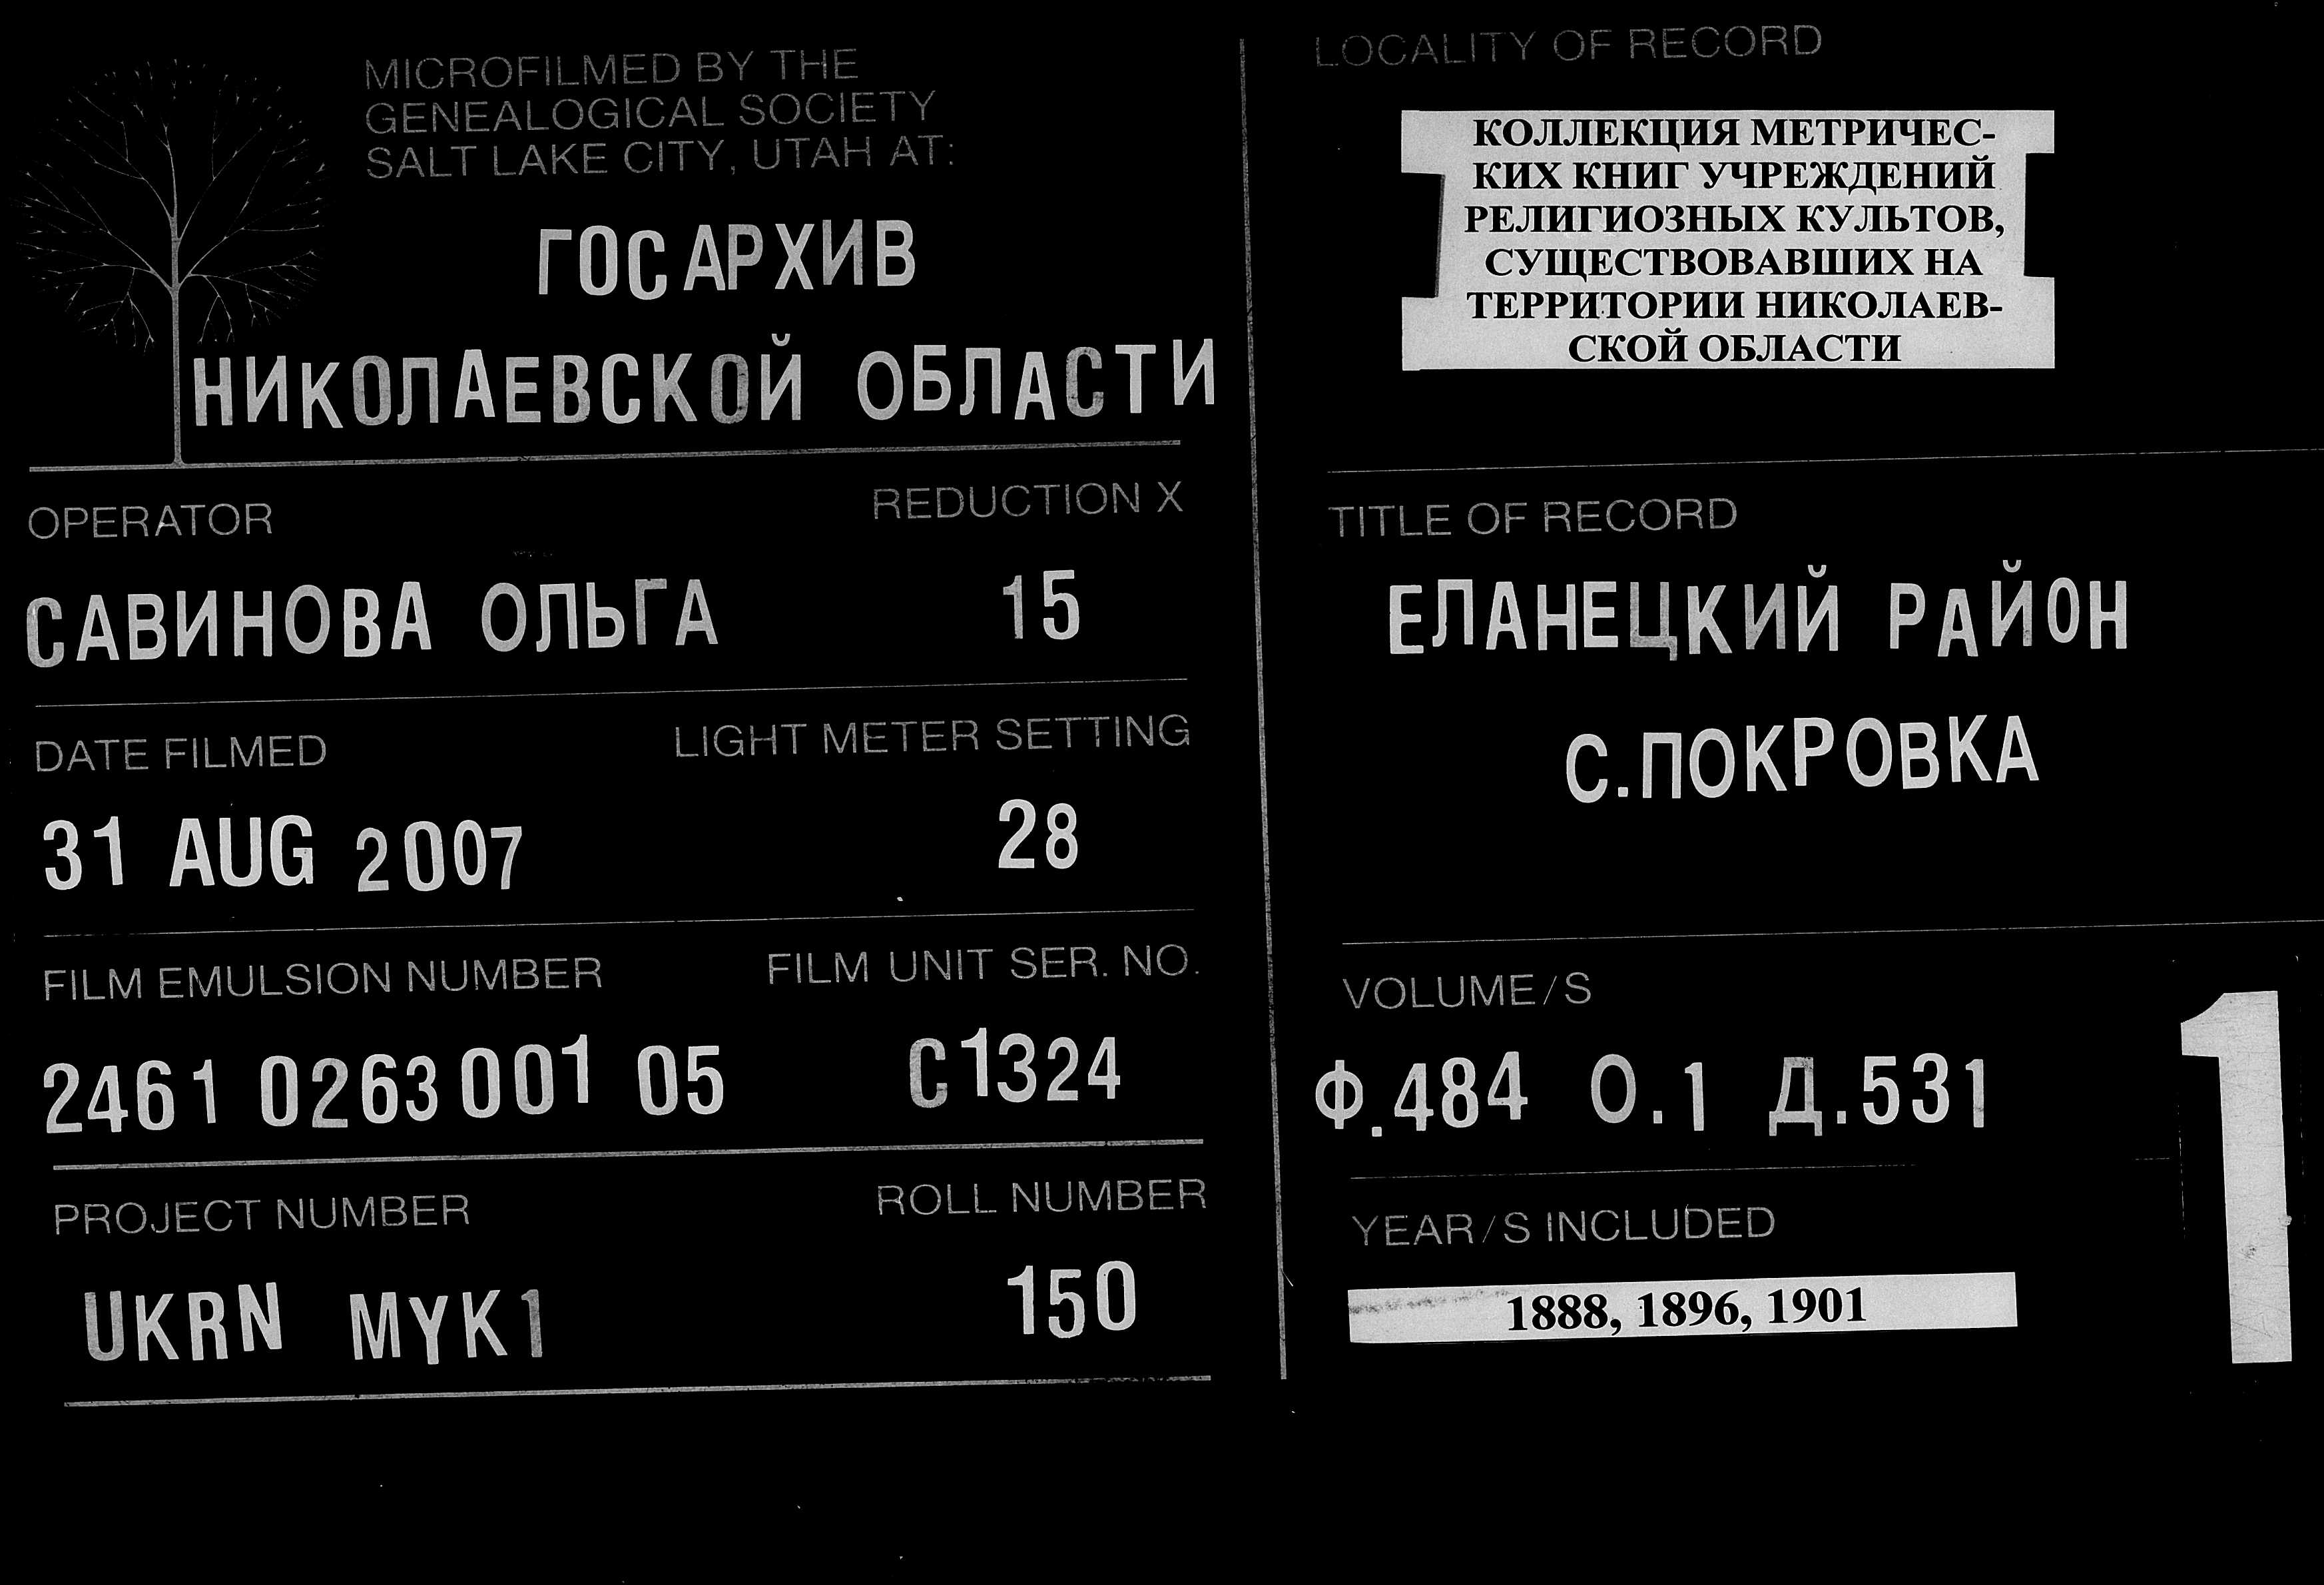 MICROFILMED BY THE
GENEALOGICAL SOCIETY
SALT LAKE CITY, UTAH AT:
ГОСАРХИВ
НИКОЛАЕВСКОЙ ОБЛАСТИ
OPERATOR
REDUCTION X
САВИНОВА ОЛЬГА
15
DATE FILMED
LIGHT METER SETTING
31 AUG 2007
28
FILM EMULSION NUMBER
FILM UNIT SER. NO.
2461 0263 001 05
C1324
PROJECT NUMBER
ROLL NUMBER
UKRN MYK1
150
LOCALITY OF RECORD
КОЛЛЕКЦИЯ МЕТРИЧЕС-
КИХ КНИГ УЧРЕЖДЕНИЙ
РЕЛИГИОЗНЫХ КУЛЬТОВ,
СУЩЕСТВОВАВШИХ НА
ТЕРРИТОРИИ НИКОЛАЕВ-
СКОЙ ОБЛАСТИ
TITLE OF RECORD
ЕЛАНЕЦКИЙ РАЙОН
С.ПОКРОВКА
VOLUME/S
Ф.484 О.1 Д.531
1
YEAR/S INCLUDED
1888, 1896, 1901